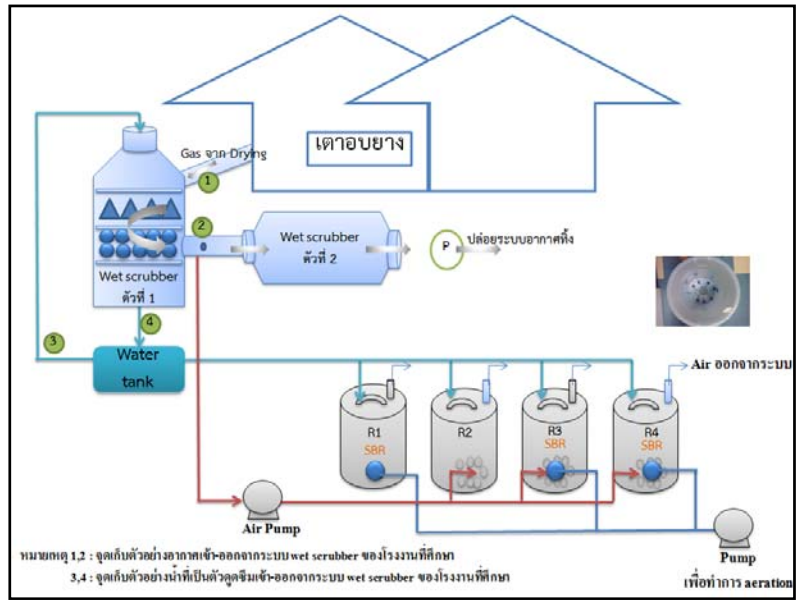 เตาอบยาง
Gas จาก Drying
1
2
Wet scrubber
ตัวที่ 2
P
ปล่อยระบบอากาศทิ้ง
Wet scrubber
ตัวที่ 1
3
4
Water
tank
Air ออกจากระบบ
R1
SBR
R2
R3
SBR
R4
SBR
Air Pump
Pump
เพื่อทำการ aeration
หมายเหตุ 1,2 : จุดเก็บตัวอย่างอากาศเข้า-ออกจากระบบ wet scrubber ของโรงงานที่ศึกษา
3,4 : จุดเก็บตัวอย่างน้ำที่เป็นตัวดูดซึมเข้า-ออกจากระบบ wet scrubber ของโรงงานที่ศึกษา